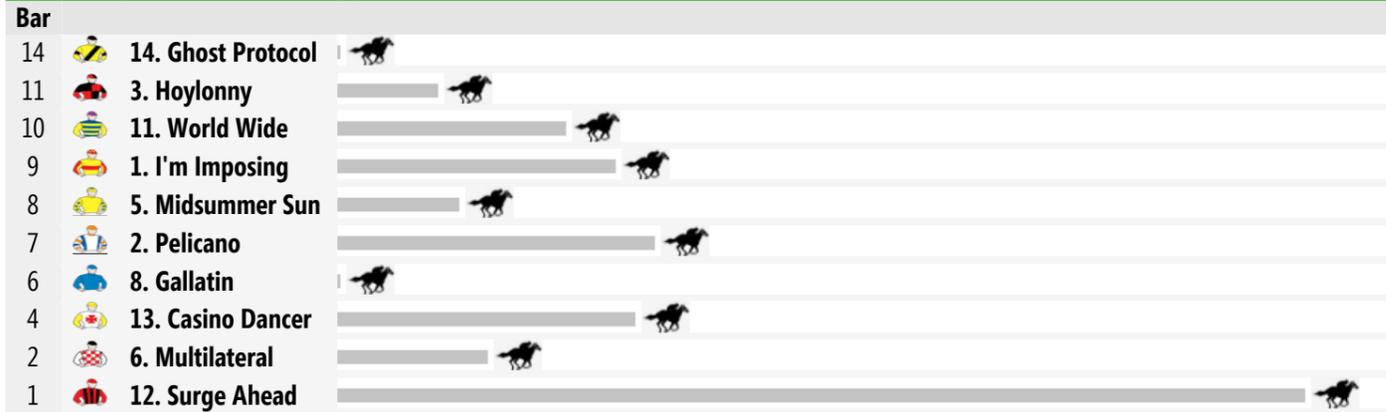 Bar
14 14. Ghost Protocol
11 3. Hoylonny
10 11. World Wide
9 1. I'm Imposing
8 5. Midsummer Sun
7 2. Pelicano
6 8. Gallatin
4 13. Casino Dancer
2 6. Multilateral
1 12. Surge Ahead